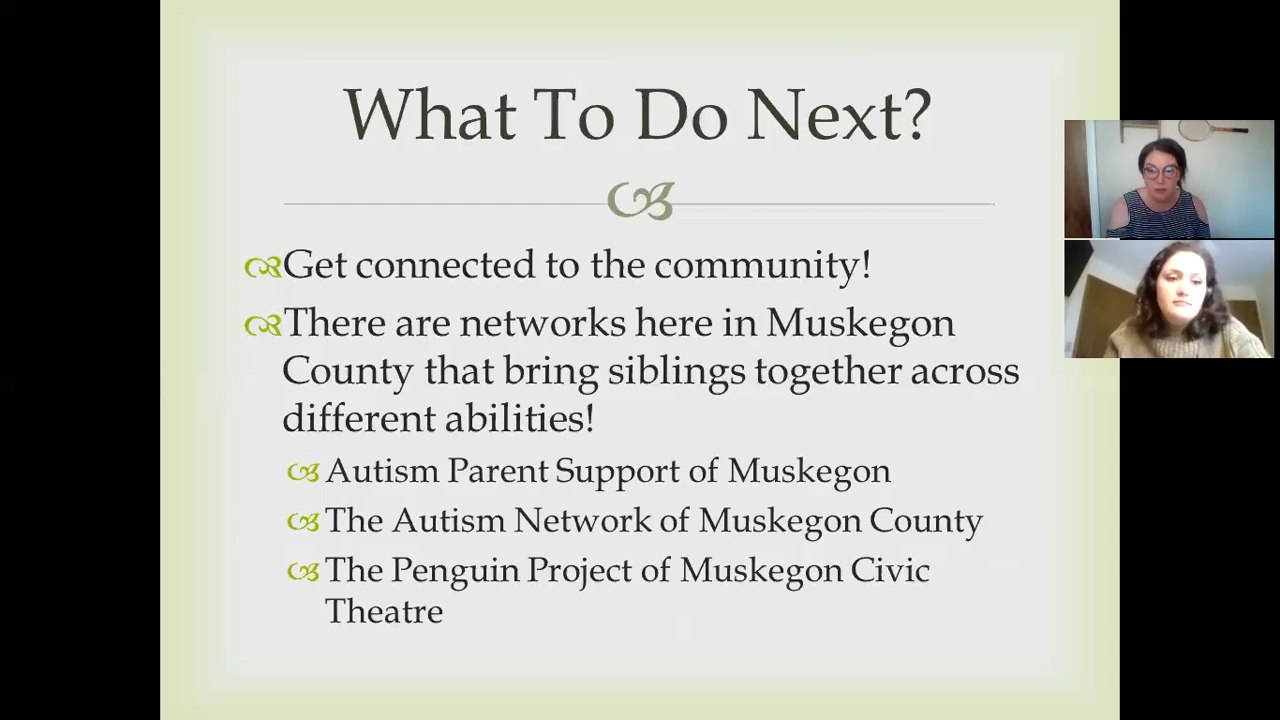 What To Do Next?
Get connected to the community!
There are networks here in Muskegon
County that bring siblings together across
different abilities!
Autism Parent Support of Muskegon
The Autism Network of Muskegon County
The Penguin Project of Muskegon Civic
Theatre